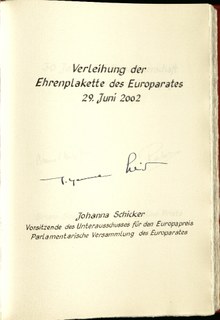 Verleihung der
Ehrenplakette des Europarates
29. Juni 2002
Johanna Schicker
Vorsitzende des Unterausschusses für den Europapreis
Parlamentarische Versammlung des Europarates